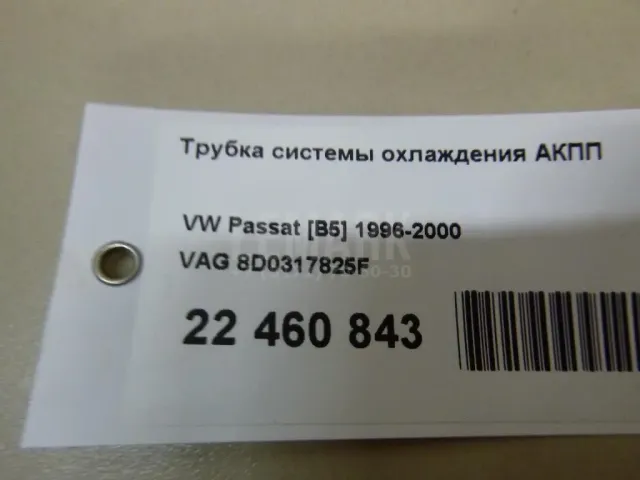 Трубка системы охлаждения АКПП
VW Passat [B5] 1996-2000
VAG 8D0317825F
22 460 843